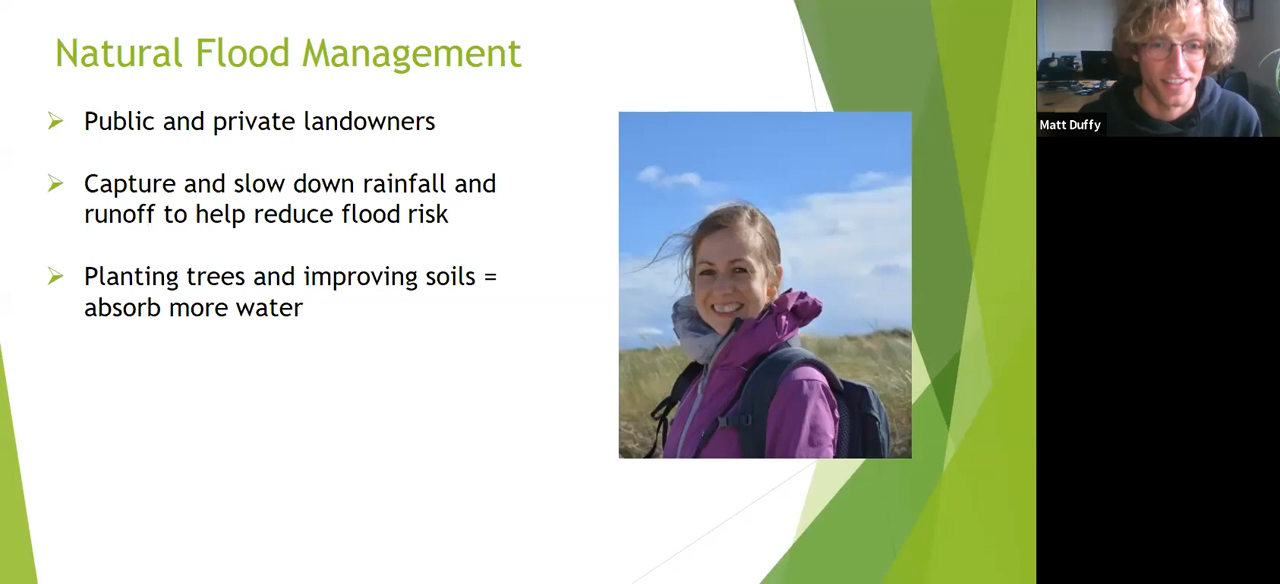 Natural Flood Management
Public and private landowners
Capture and slow down rainfall and
runoff to help reduce flood risk
Planting trees and improving soils =
absorb more water
Matt Duffy